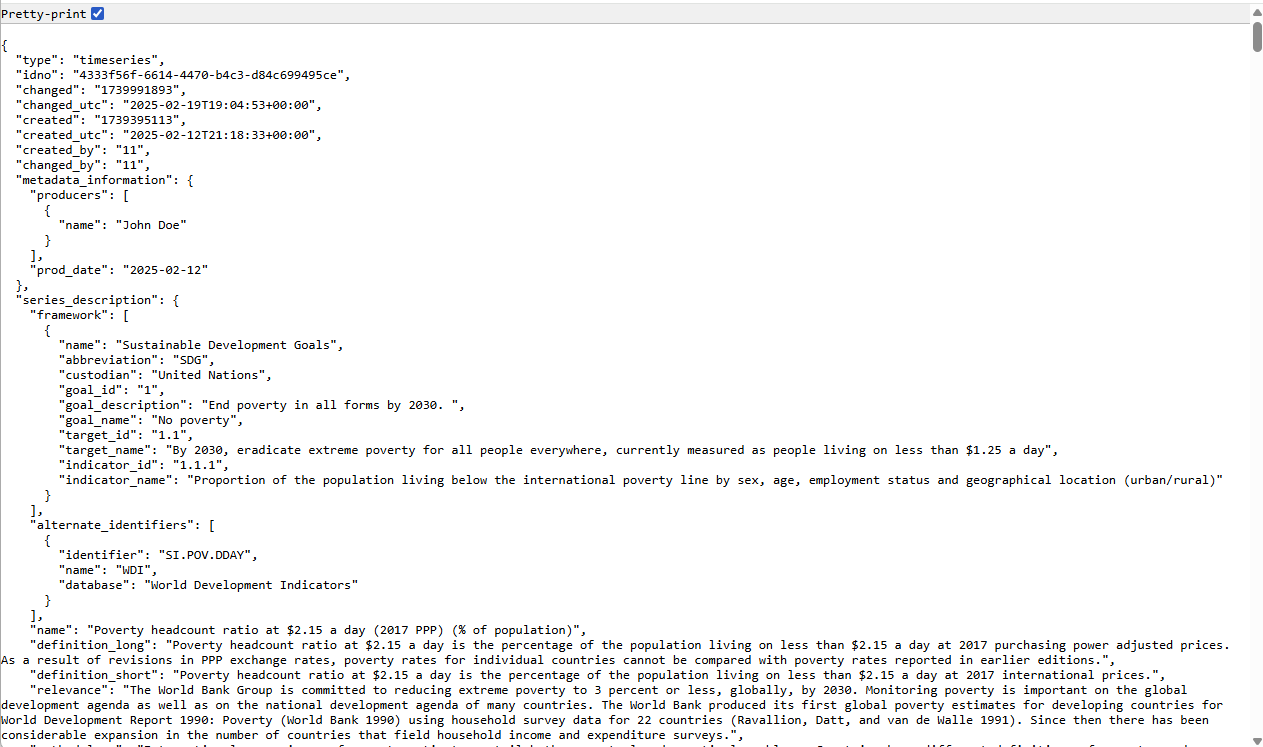 Pretty-print
{
"type": "timeseries",
"idno": "4333f56f-6614-4470-b4c3-d84c699495ce",
"changed": "1739991893",
"changed_utc": "2025-02-19T19:04:53+00:00",
"created": "1739395113",
"created_utc": "2025-02-12T21:18:33+00:00",
"created_by": "11",
"changed_by": "11",
"metadata_information": {
"producers": [
{
"name": "John Doe"
}
],
"prod_date": "2025-02-12"
},
"series_description": {
"framework": [
{
"name": "Sustainable Development Goals",
"abbreviation": "SDG",
"custodian": "United Nations",
"goal_id": "1",
"goal_description": "End poverty in all forms by 2030. ",
"goal_name": "No poverty",
"target_id": "1.1",
"target_name": "By 2030, eradicate extreme poverty for all people everywhere, currently measured as people living on less than $1.25 a day",
"indicator_id": "1.1.1",
"indicator_name": "Proportion of the population living below the international poverty line by sex, age, employment status and geographical location (urban/rural)"
}
],
"alternate_identifiers": [
{
"identifier": "SI.POV.DDAY",
"name": "WDI",
"database": "World Development Indicators"
}
],
"name": "Poverty headcount ratio at $2.15 a day (2017 PPP) (% of population)",
"definition_long": "Poverty headcount ratio at $2.15 a day is the percentage of the population living on less than $2.15 a day at 2017 purchasing power adjusted prices.
As a result of revisions in PPP exchange rates, poverty rates for individual countries cannot be compared with poverty rates reported in earlier editions.",
"definition_short": "Poverty headcount ratio at $2.15 a day is the percentage of the population living on less than $2.15 a day at 2017 international prices.",
"relevance": "The World Bank Group is committed to reducing extreme poverty to 3 percent or less, globally, by 2030. Monitoring poverty is important on the global
development agenda as well as on the national development agenda of many countries. The World Bank produced its first global poverty estimates for developing countries for
World Development Report 1990: Poverty (World Bank 1990) using household survey data for 22 countries (Ravallion, Datt, and van de Walle 1991). Since then there has been
considerable expansion in the number of countries that field household income and expenditure surveys.",